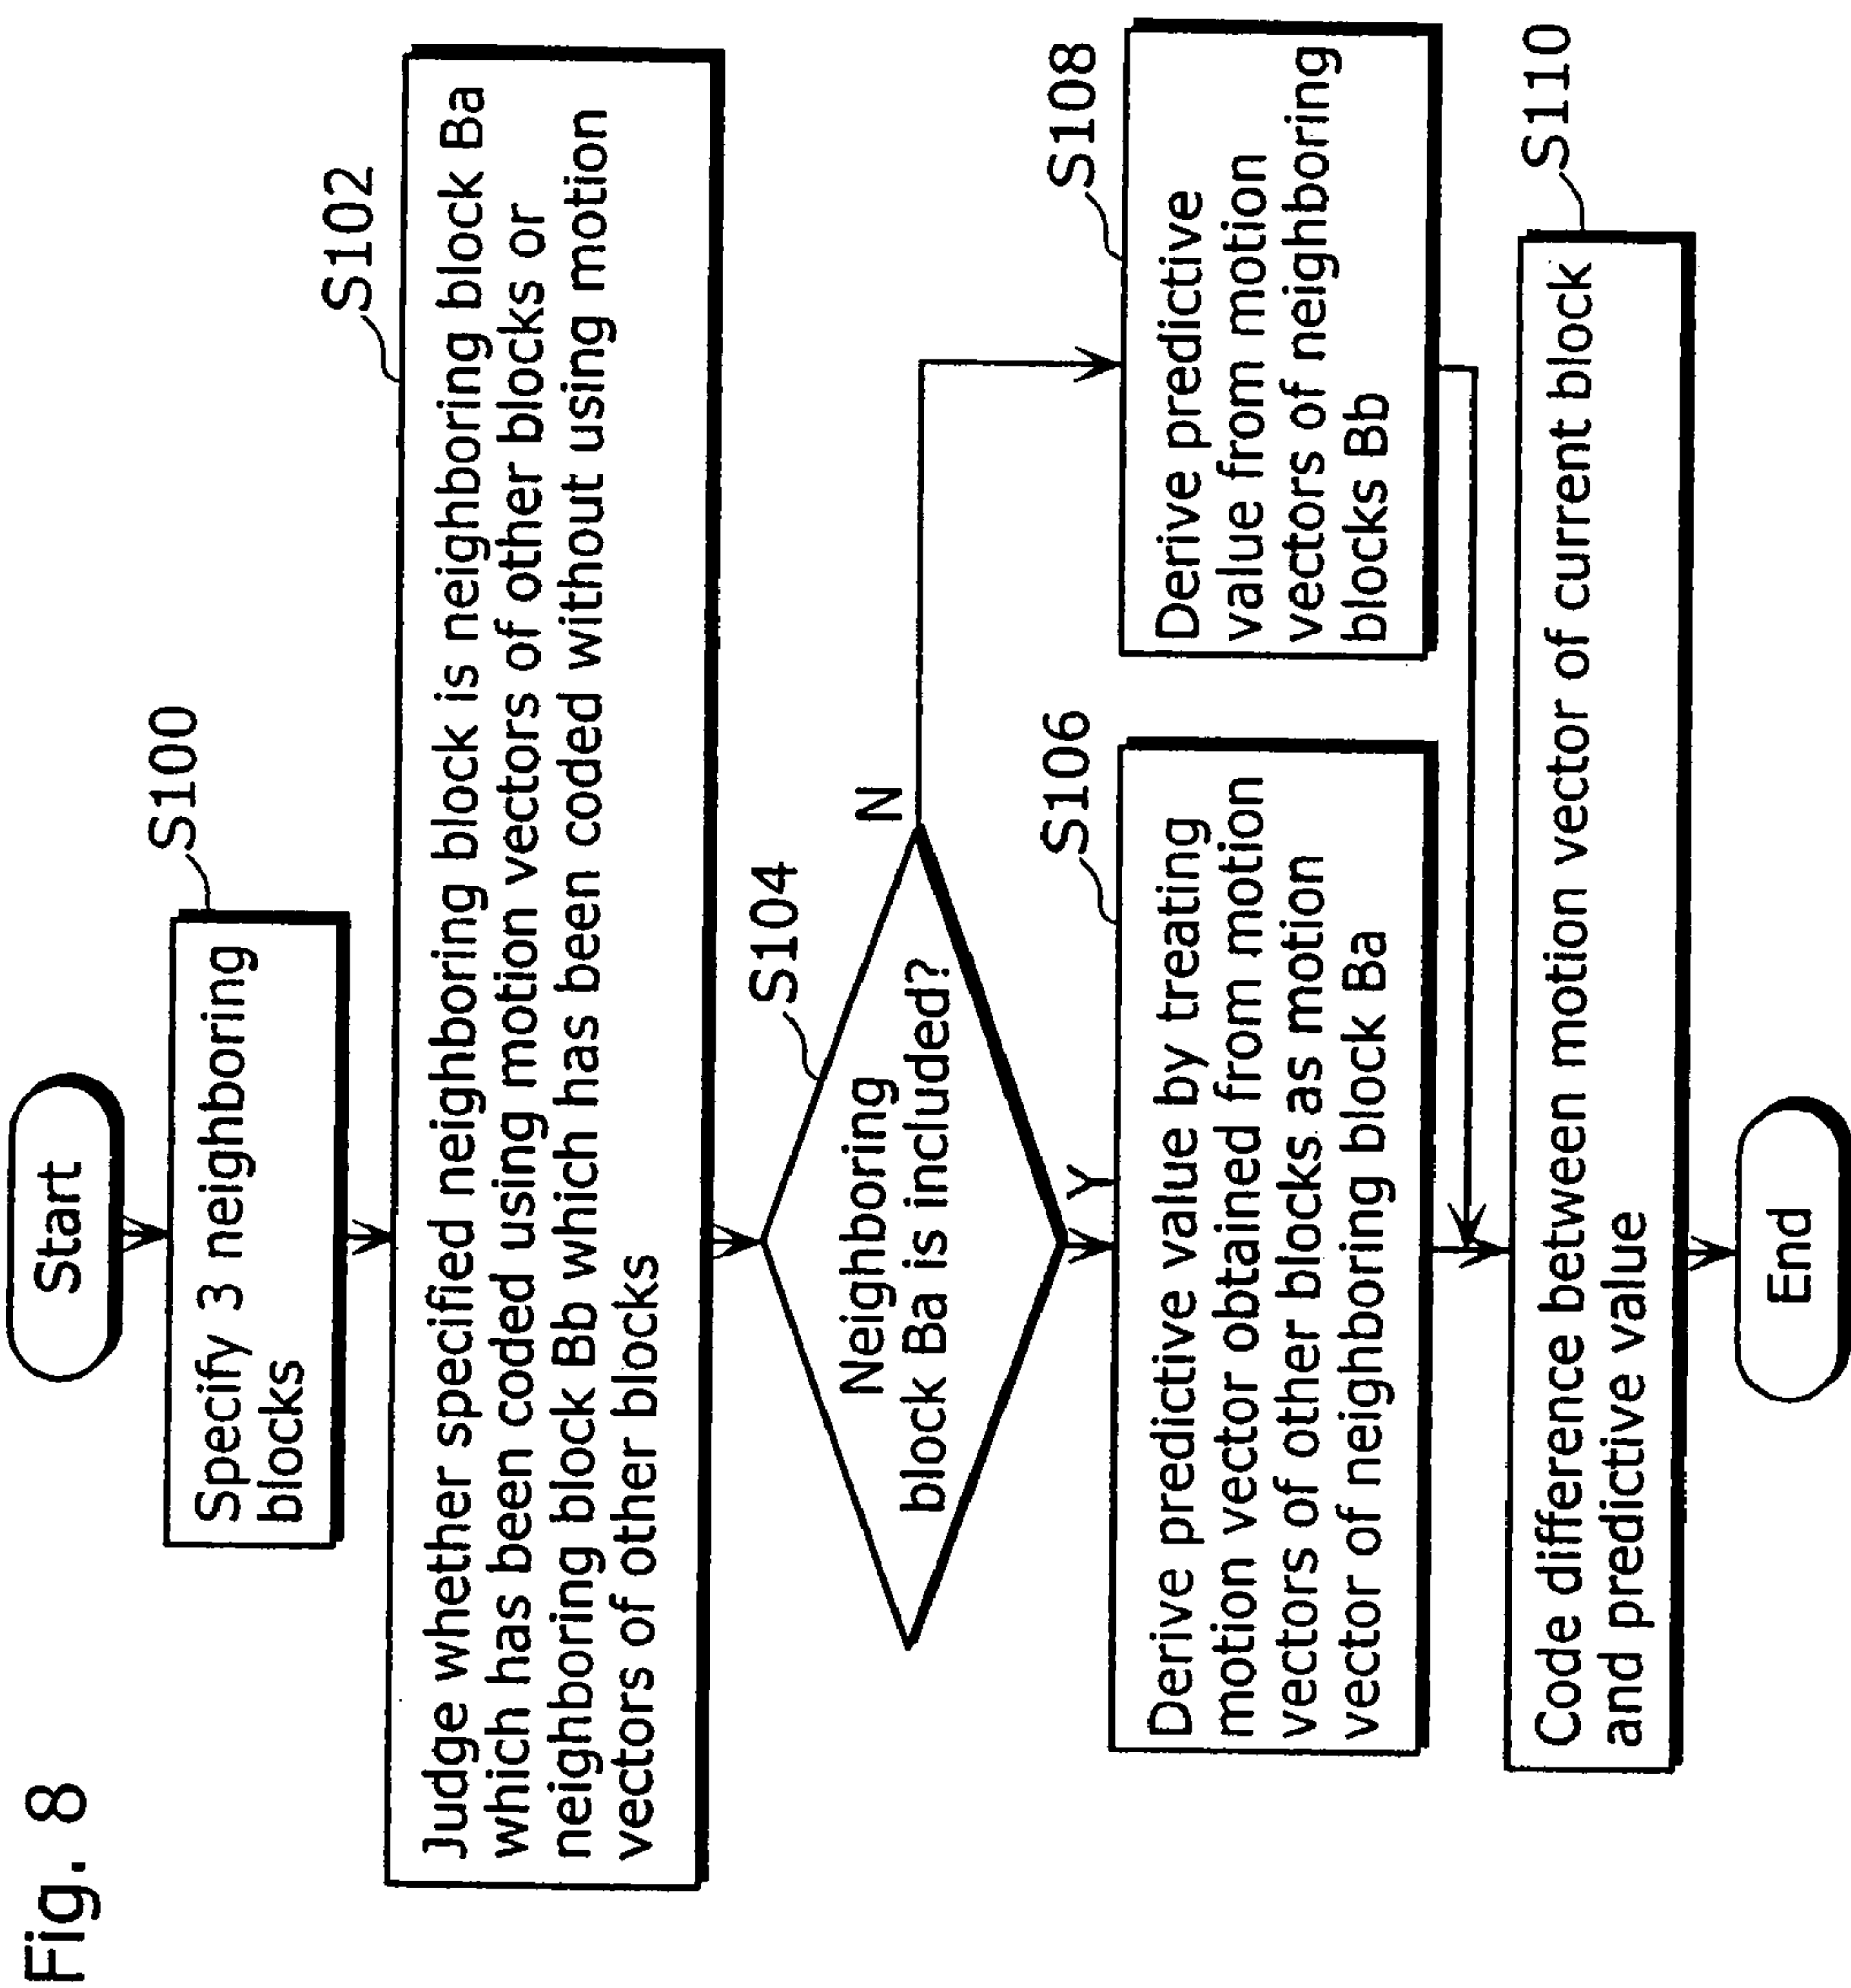 Fig. 8
Start
S100
Specify 3 neighboring
blocks
S102
Judge whether specified neighboring block is neighboring block Ba
which has been coded using motion vectors of other blocks or
neighboring block Bb which has been coded without using motion
vectors of other blocks
S104
Neighboring
block Ba is included?
N
Y
S106
Derive predictive value by treating
motion vector obtained from motion
vectors of other blocks as motion
vector of neighboring block Ba
S108
Derive predictive
value from motion
vectors of neighboring
blocks Bb
S110
Code difference between motion vector of current block
and predictive value
End